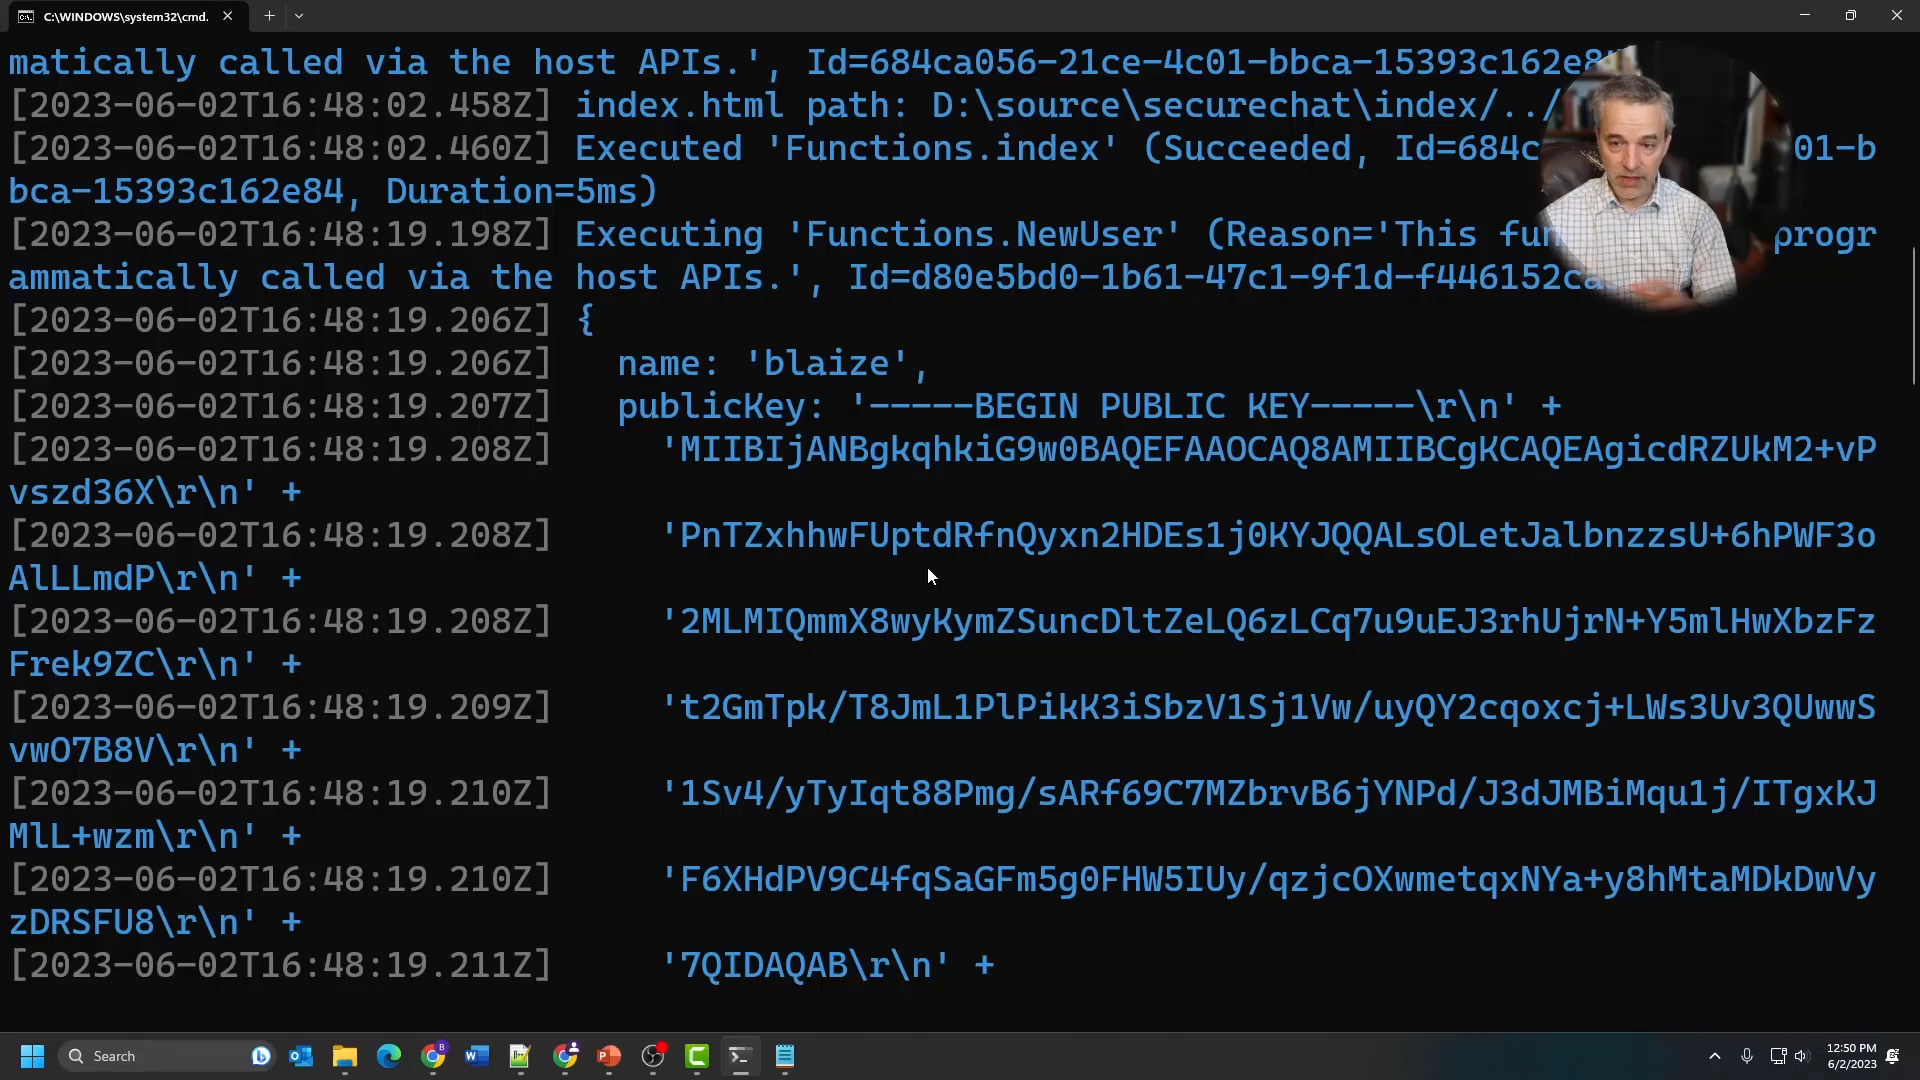 C:\WINDOWS\system32\cmd.
matically called via the host APIs.', Id=684ca056-21ce-4c01-bbca-15393c162e8
[2023-06-02T16:48:02.458Z] index.html path: D:\source\securechat\index/../
[2023-06-02T16:48:02.460Z] Executed 'Functions.index' (Succeeded, Id=684c 01-b
bca-15393c162e84, Duration=5ms)
[2023-06-02T16:48:19.198Z] Executing 'Functions.NewUser' (Reason='This fun progr
ammatically called via the host APIs.', Id=d80e5bd0-1b61-47c1-9f1d-f446152ca
[2023-06-02T16:48:19.206Z] {
[2023-06-02T16:48:19.206Z] name: 'blaize',
[2023-06-02T16:48:19.207Z] publicKey: '-----BEGIN PUBLIC KEY-----\r\n' +
[2023-06-02T16:48:19.208Z] 'MIIBIjANBgkqhkiG9w0BAQEFAAOCAQ8AMIIBCgKCAQEAgicdRZUkM2+vP
vszd36X\r\n' +
[2023-06-02T16:48:19.208Z] 'PnTZxhhwFUptdRfnQyxn2HDEs1j0KYJQQALsOLetJalbnzzsU+6hPWF3o
AlLLmdP\r\n' +
[2023-06-02T16:48:19.208Z] '2MLMIQmmX8wyKymZSuncDltZeLQ6zLCq7u9uEJ3rhUjrN+Y5mlHwXbzFz
Frek9ZC\r\n' +
[2023-06-02T16:48:19.209Z] 't2GmTpk/T8JmL1PlPikK3iSbzV1Sj1Vw/uyQY2cqoxcj+LWs3Uv3QUwwS
vwO7B8V\r\n' +
[2023-06-02T16:48:19.210Z] '1Sv4/yTyIqt88Pmg/sARf69C7MZbrvB6jYNPd/J3dJMBiMqu1j/ITgxKJ
MlL+wzm\r\n' +
[2023-06-02T16:48:19.210Z] 'F6XHdPV9C4fqSaGFm5g0FHW5IUy/qzjcOXwmetqxNYa+y8hMtaMDkDwVy
zDRSFU8\r\n' +
[2023-06-02T16:48:19.211Z] '7QIDAQAB\r\n' +
Search
12:50 PM
6/2/2023